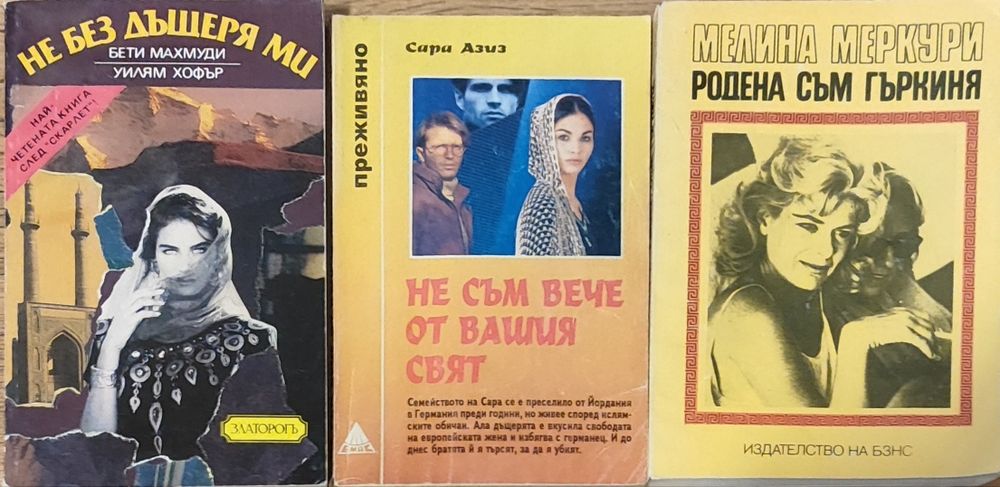 НЕ БЕЗ ДЪЩЕРЯ МИ
БЕТИ МАХМУДИ
УИЛЯМ ХОФЪР
НАЙ-
ЧЕТЕНАТА КНИГА
СЛЕД "СКАРЛЕТ"!
ЗЛАТОРОГЪ
преживяно
Сара Азиз
НЕ СЪМ ВЕЧЕ
ОТ ВАШИЯ
СВЯТ
Семейството на Сара се е преселило от Йордания
в Германия преди години, но живее според ислям-
ските обичаи. Ала дъщерята е вкусила свободата
на европейската жена и избягва с германец. И до
днес братята ѝ я търсят, за да я убият.
МЕЛИНА МЕРКУРИ
РОДЕНА СЪМ ГЪРКИНЯ
ИЗДАТЕЛСТВО НА БЗНС